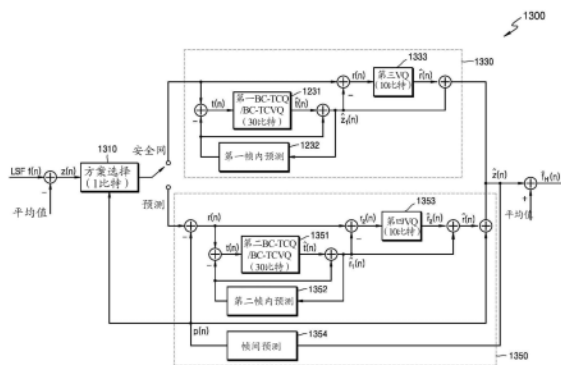 1300
1330
1333
第三VQ
(10比特)
r(n)
r̂(n)
1231
第一BC-TCQ
/BC-TCVQ
(30比特)
t(n)
t̂(n)
ẑ₁(n)
1232
第一帧内预测
安全网
1310
方案选择
(1比特)
LSF f(n)
z(n)
平均值
预测
ẑ(n)
f̂M(n)
平均值
1353
第四VQ
(10比特)
r(n)
r₂(n)
r̂₂(n)
r̂(n)
1351
第二BC-TCQ
/BC-TCVQ
(30比特)
t(n)
t̂(n)
r̂₁(n)
1352
第二帧内预测
p(n)
1354
帧间预测
1350